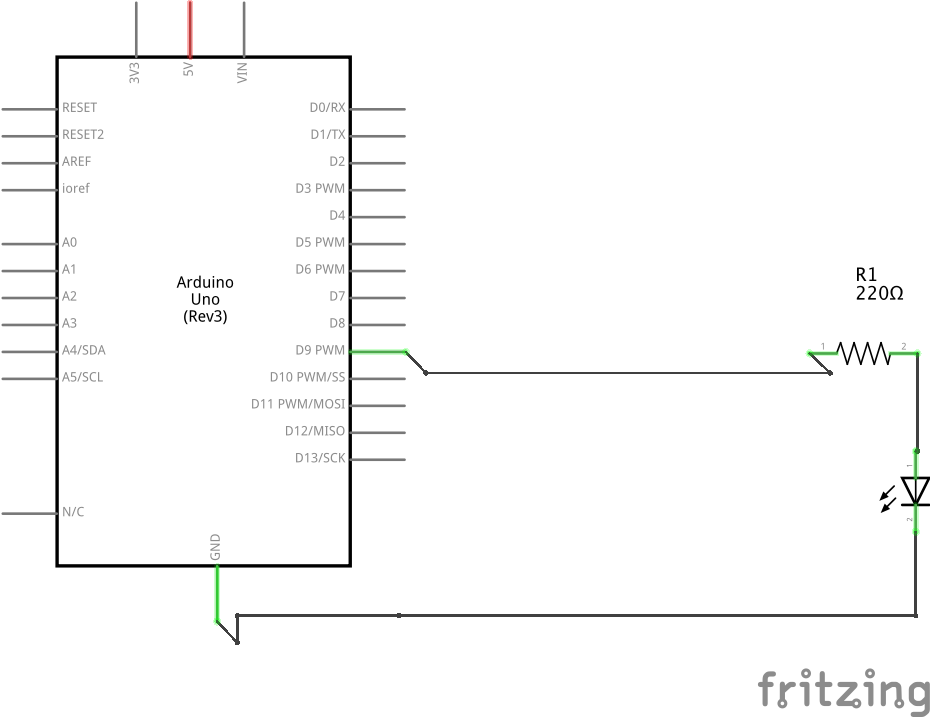 3V3
5V
VIN
RESET
RESET2
AREF
ioref
A0
A1
A2
A3
A4/SDA
A5/SCL
N/C
Arduino
Uno
(Rev3)
D0/RX
D1/TX
D2
D3 PWM
D4
D5 PWM
D6 PWM
D7
D8
D9 PWM
D10 PWM/SS
D11 PWM/MOSI
D12/MISO
D13/SCK
GND
R1
220Ω
1
2
1
2
fritzing